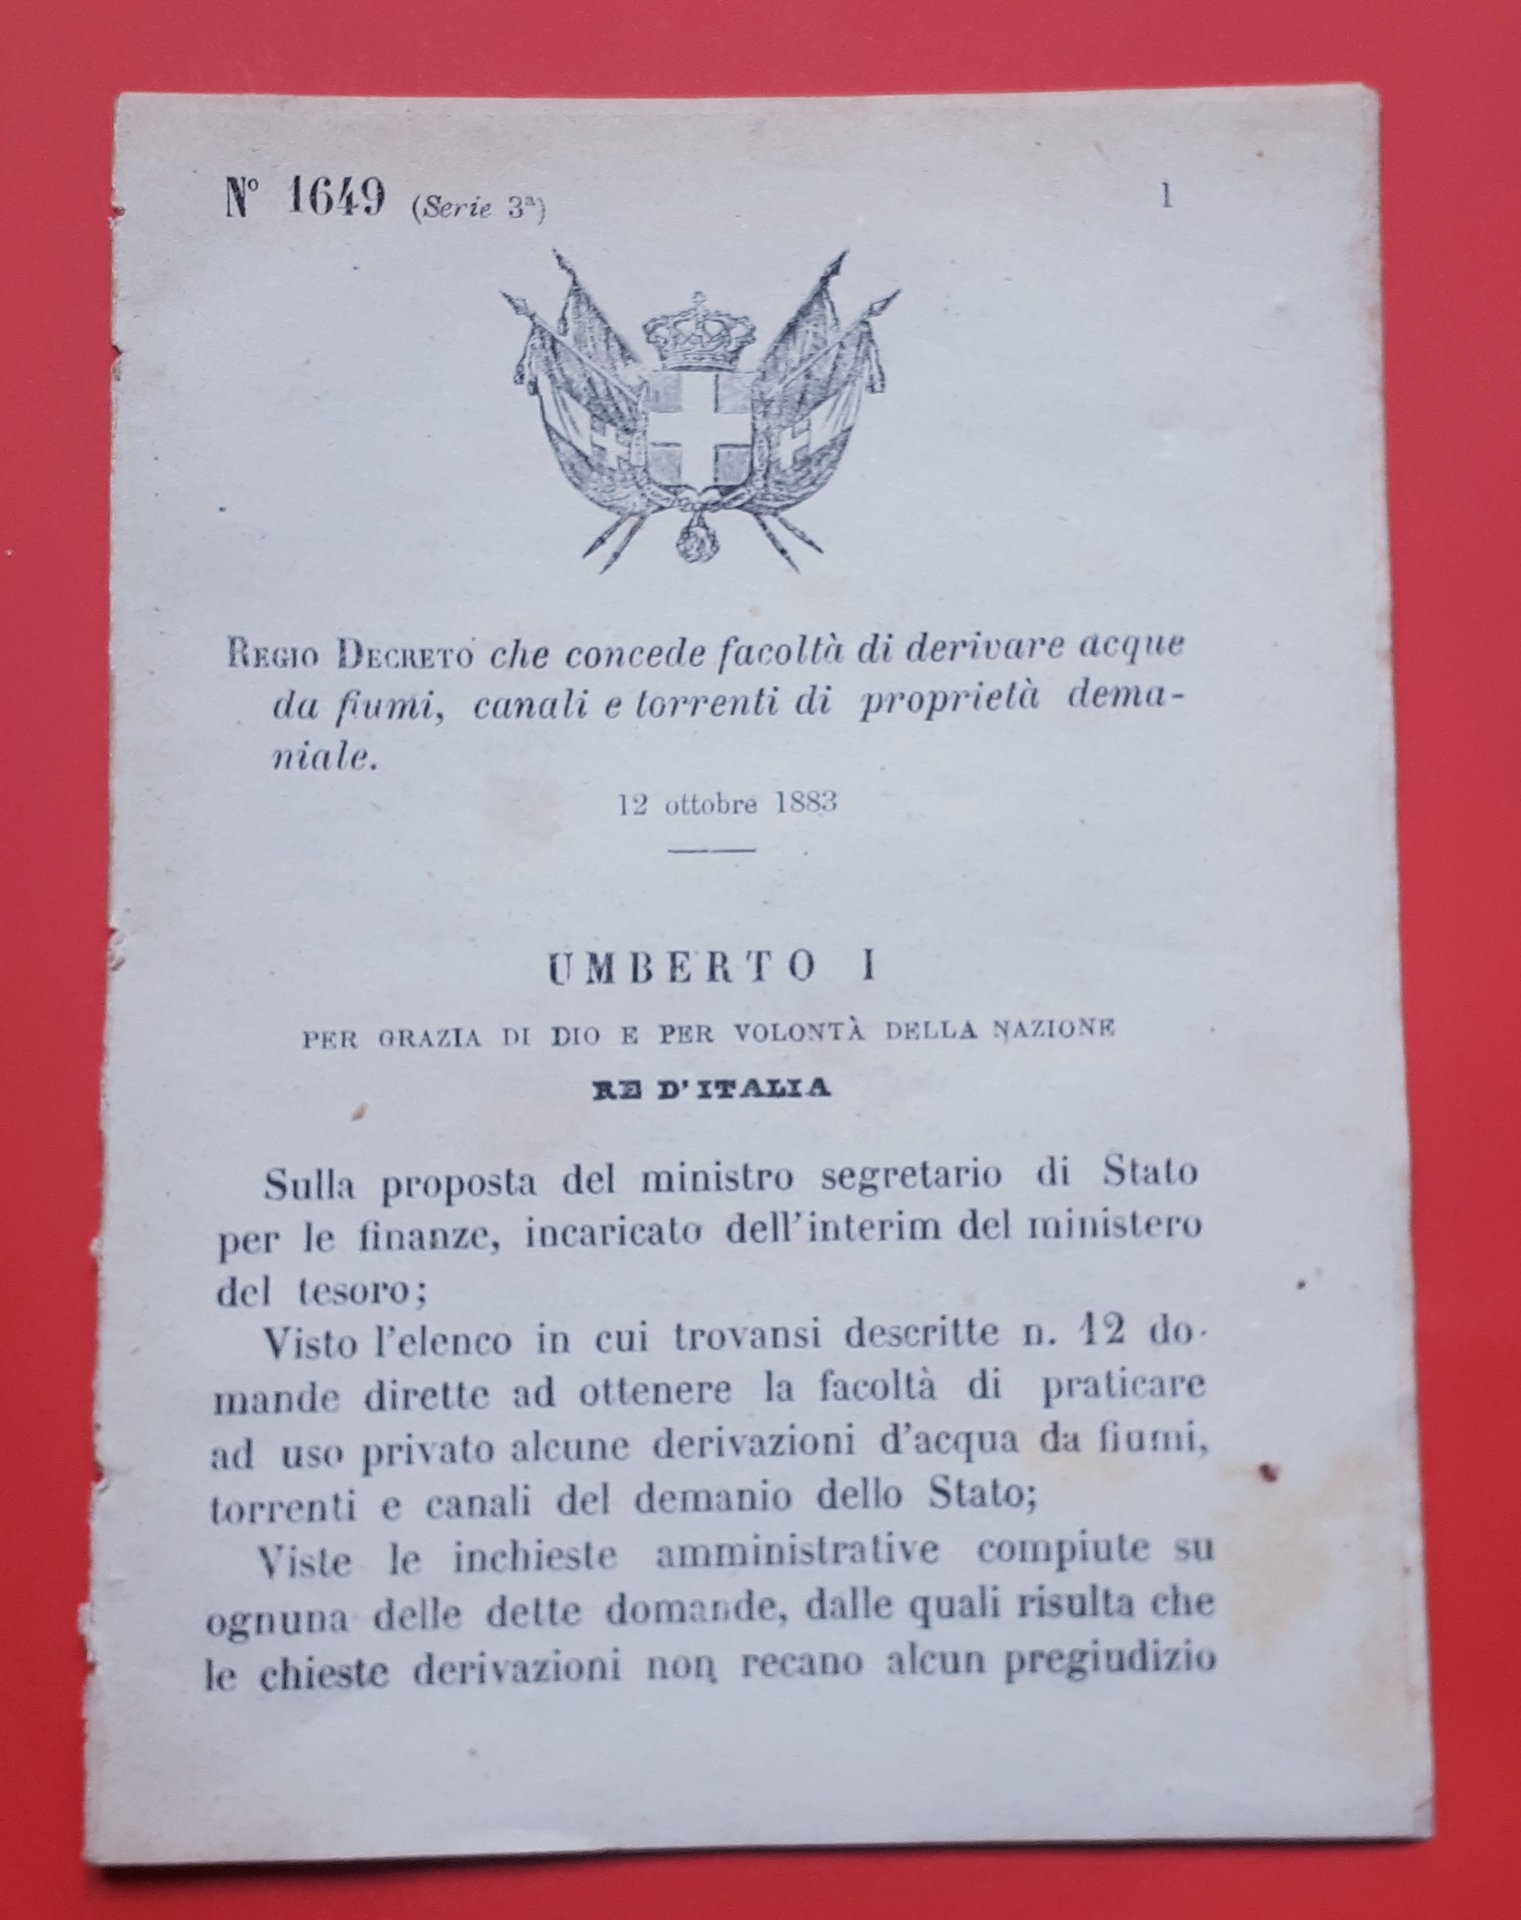 Nº 1649 (Serie 3ª) 1
REGIO DECRETO che concede facoltà di derivare acque
da fiumi, canali e torrenti di proprietà dema-
niale.
12 ottobre 1883
UMBERTO I
PER GRAZIA DI DIO E PER VOLONTÀ DELLA NAZIONE
RE D'ITALIA
Sulla proposta del ministro segretario di Stato
per le finanze, incaricato dell'interim del ministero
del tesoro;
Visto l'elenco in cui trovansi descritte n. 12 do-
mande dirette ad ottenere la facoltà di praticare
ad uso privato alcune derivazioni d'acqua da fiumi,
torrenti e canali del demanio dello Stato;
Viste le inchieste amministrative compiute su
ognuna delle dette domande, dalle quali risulta che
le chieste derivazioni non recano alcun pregiudizio